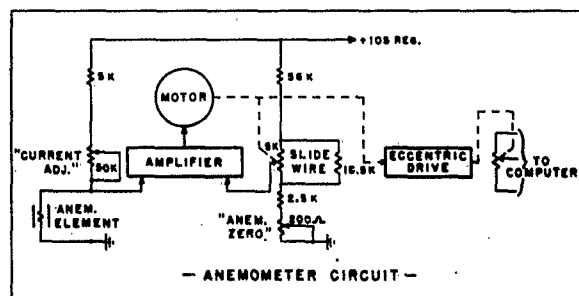 +105 REG.
5K
56K
MOTOR
"CURRENT
ADJ."
50K
AMPLIFIER
5K
SLIDE
WIRE
15.5K
ECCENTRIC
DRIVE
TO
COMPUTER
ANEM.
ELEMENT
2.5K
"ANEM.
ZERO"
200Ω
— ANEMOMETER CIRCUIT —